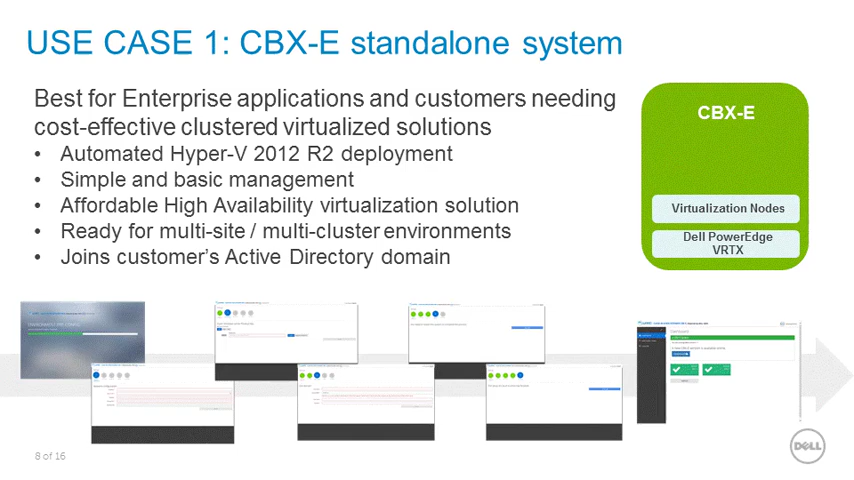 USE CASE 1: CBX-E standalone system
Best for Enterprise applications and customers needing
cost-effective clustered virtualized solutions
• Automated Hyper-V 2012 R2 deployment
• Simple and basic management
• Affordable High Availability virtualization solution
• Ready for multi-site / multi-cluster environments
• Joins customer's Active Directory domain
CBX-E
Virtualization Nodes
Dell PowerEdge
VRTX
8 of 16
DELL